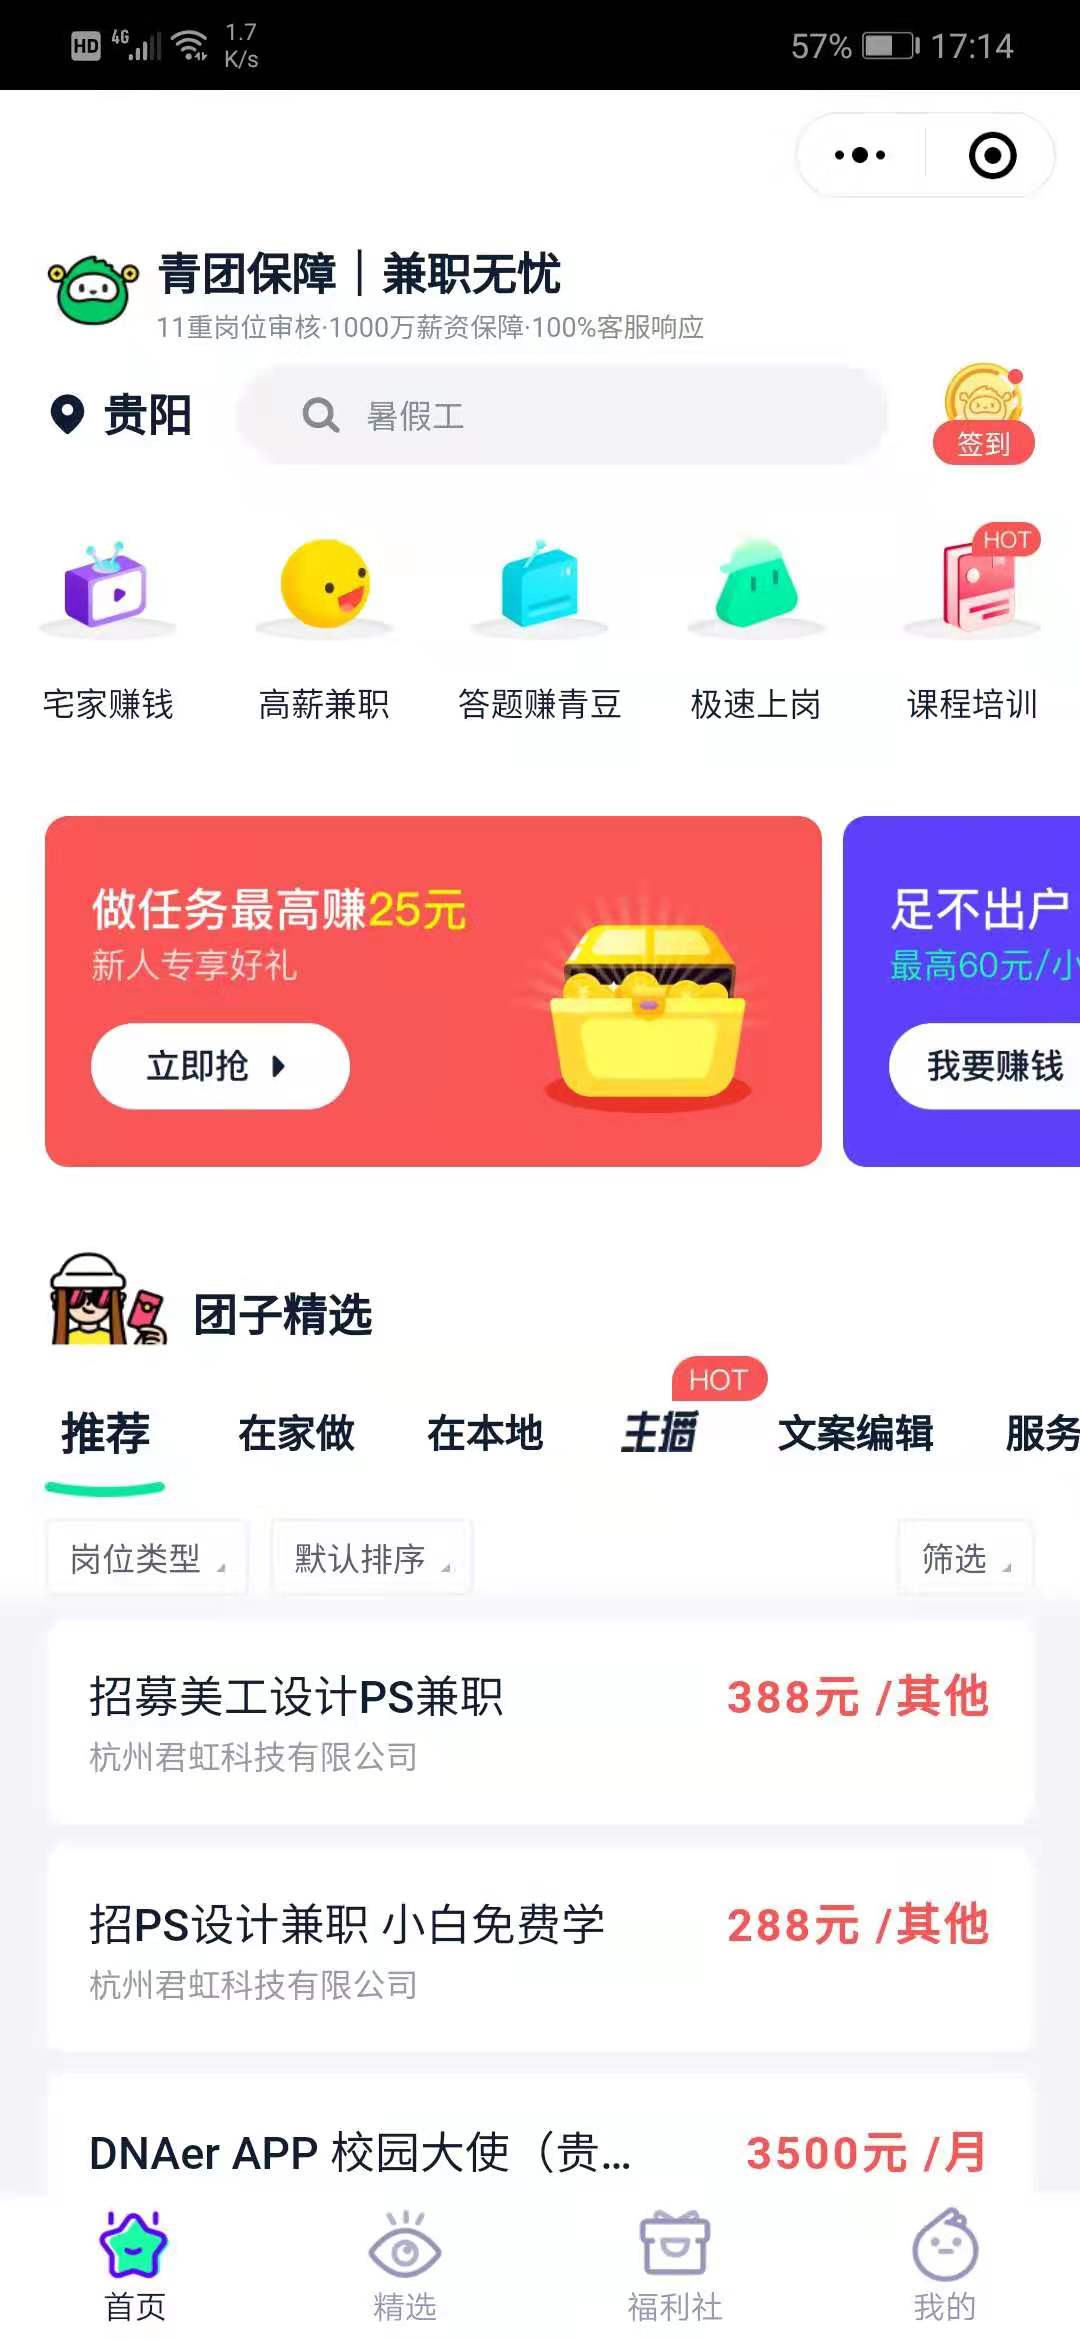 HD 4G 1.7 K/s 57% 17:14
青团保障｜兼职无忧
11重岗位审核·1000万薪资保障·100%客服响应
贵阳 暑假工 签到
HOT
宅家赚钱 高薪兼职 答题赚青豆 极速上岗 课程培训
做任务最高赚25元
新人专享好礼
立即抢
足不出户
最高60元/小
我要赚钱
团子精选
HOT
推荐 在家做 在本地 主播 文案编辑 服务
岗位类型 默认排序 筛选
招募美工设计PS兼职 388元 /其他
杭州君虹科技有限公司
招PS设计兼职 小白免费学 288元 /其他
杭州君虹科技有限公司
DNAer APP 校园大使（贵... 3500元 /月
首页 精选 福利社 我的